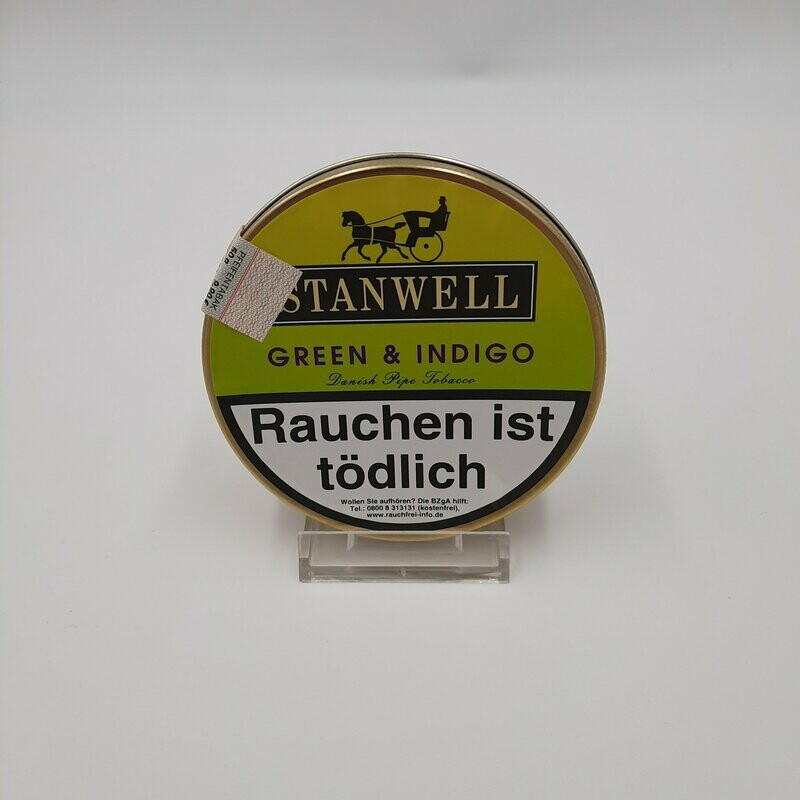 PFEIFENTABAK
STANWELL
GREEN & INDIGO
Danish Pipe Tobacco
Rauchen ist
tödlich
Wollen Sie aufhören? Die BZgA hilft:
Tel.: 0800 8 313131 (kostenfrei),
www.rauchfrei-info.de